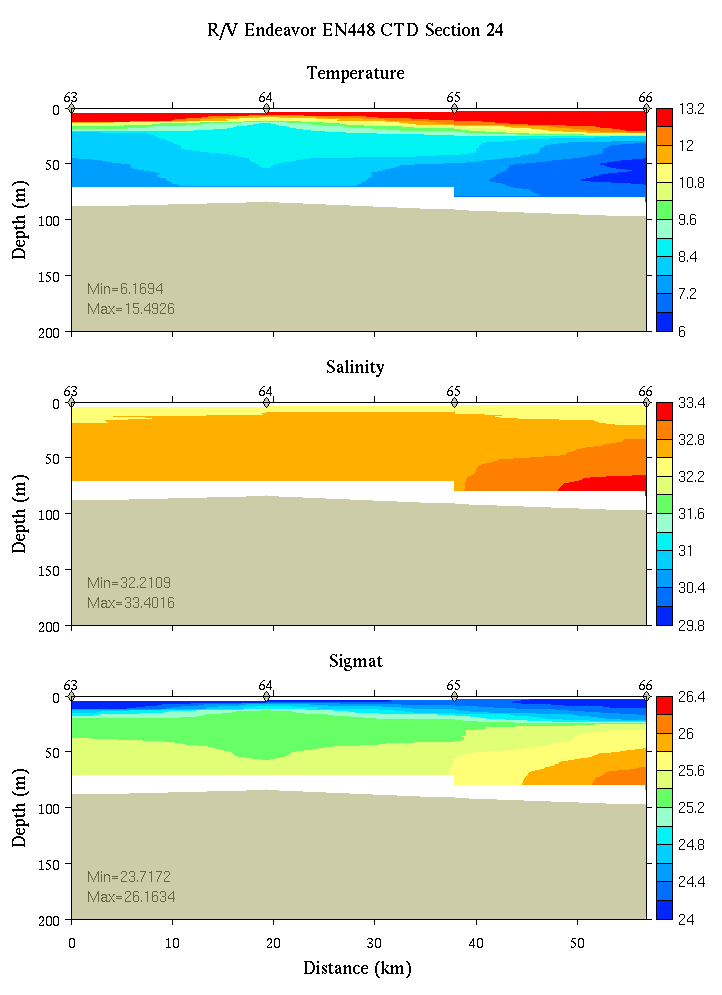 R/V Endeavor EN448 CTD Section 24
Temperature
63 64 65 66
0
50
100
150
200
Depth (m)
Min=6.1694
Max=15.4926
13.2
12
10.8
9.6
8.4
7.2
6
Salinity
63 64 65 66
0
50
100
150
200
Depth (m)
Min=32.2109
Max=33.4016
33.4
32.8
32.2
31.6
31
30.4
29.8
Sigmat
63 64 65 66
0
50
100
150
200
Depth (m)
Min=23.7172
Max=26.1634
26.4
26
25.6
25.2
24.8
24.4
24
0 10 20 30 40 50
Distance (km)